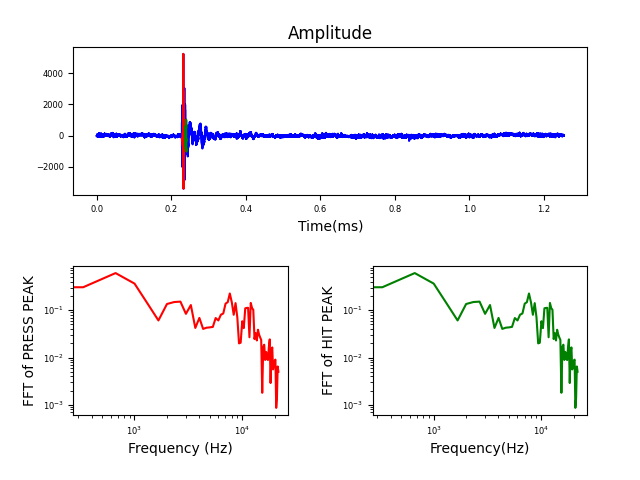 Amplitude
4000
2000
0
−2000
0.0 0.2 0.4 0.6 0.8 1.0 1.2
Time(ms)
FFT of PRESS PEAK
10⁻¹
10⁻²
10⁻³
10³ 10⁴
Frequency (Hz)
FFT of HIT PEAK
10⁻¹
10⁻²
10⁻³
10³ 10⁴
Frequency(Hz)